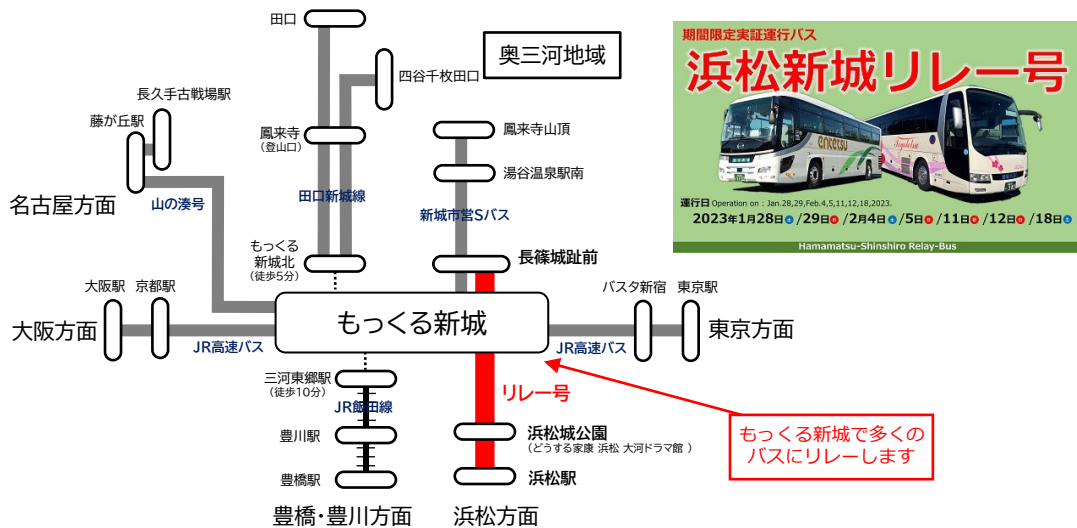 田口
奥三河地域
四谷千枚田口
長久手古戦場駅
藤が丘駅
鳳来寺
(登山口)
鳳来寺山頂
湯谷温泉駅南
名古屋方面
山の湊号
田口新城線
新城市営Sバス
もっくる
新城北
(徒歩5分)
長篠城趾前
大阪駅
京都駅
大阪方面
JR高速バス
もっくる新城
バスタ新宿
東京駅
東京方面
JR高速バス
三河東郷駅
(徒歩10分)
JR飯田線
リレー号
豊川駅
浜松城公園
(どうする家康 浜松 大河ドラマ館 )
豊橋駅
浜松駅
豊橋・豊川方面
浜松方面
もっくる新城で多くの
バスにリレーします
期間限定実証運行バス
浜松新城リレー号
enketsu
運行日 Operation on : Jan.28,29,Feb.4,5,11,12,18,2023.
2023年1月28日土/29日日/2月4日土/5日日/11日日/12日日/18日土
Hamamatsu-Shinshiro Relay-Bus